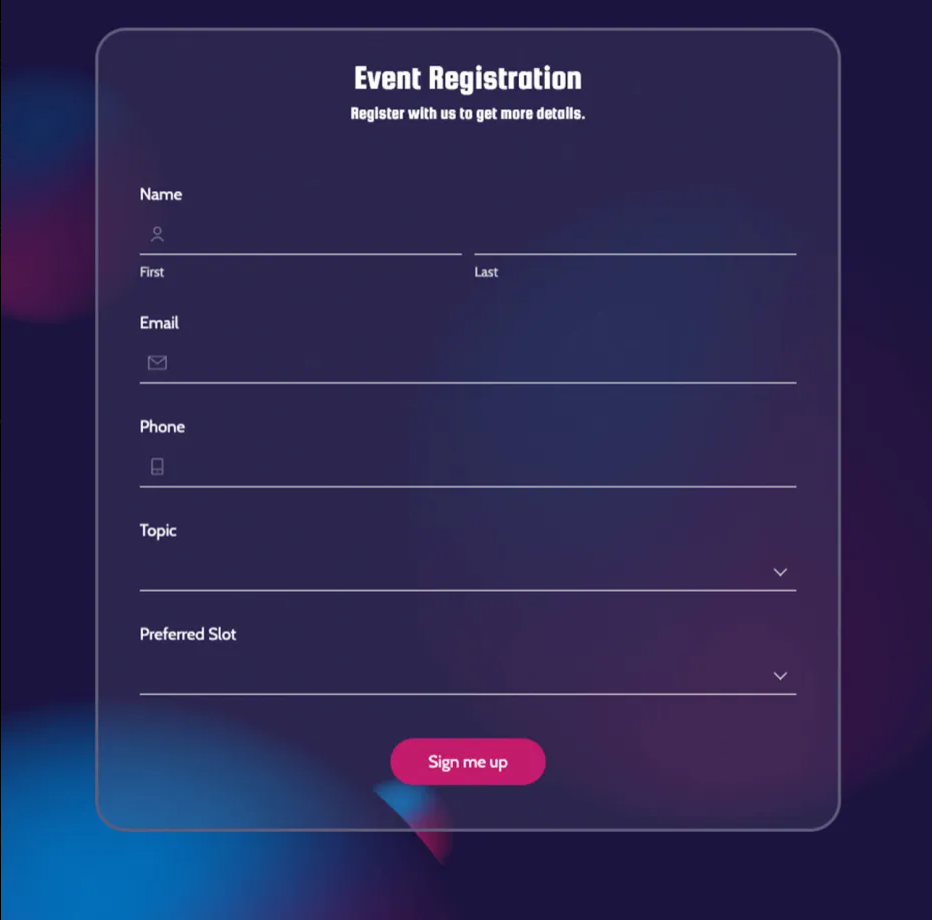 Event Registration
Register with us to get more details.
Name
First Last
Email
Phone
Topic
Preferred Slot
Sign me up